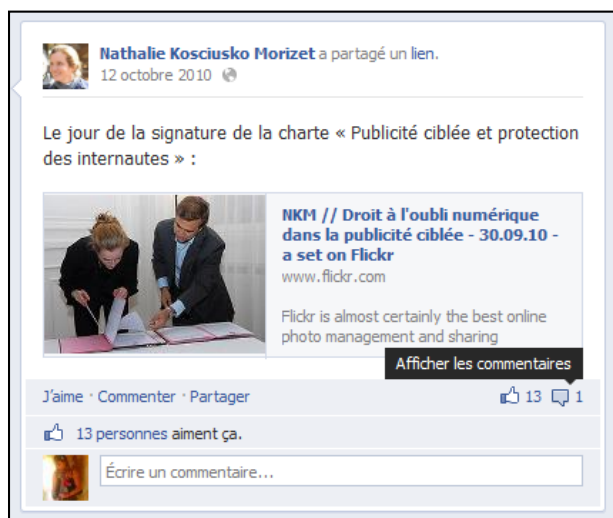 Nathalie Kosciusko Morizet a partagé un lien.
12 octobre 2010
Le jour de la signature de la charte « Publicité ciblée et protection
des internautes » :
NKM // Droit à l'oubli numérique
dans la publicité ciblée - 30.09.10 -
a set on Flickr
www.flickr.com
Flickr is almost certainly the best online
photo management and sharing
Afficher les commentaires
J'aime · Commenter · Partager 13 1
13 personnes aiment ça.
Écrire un commentaire...